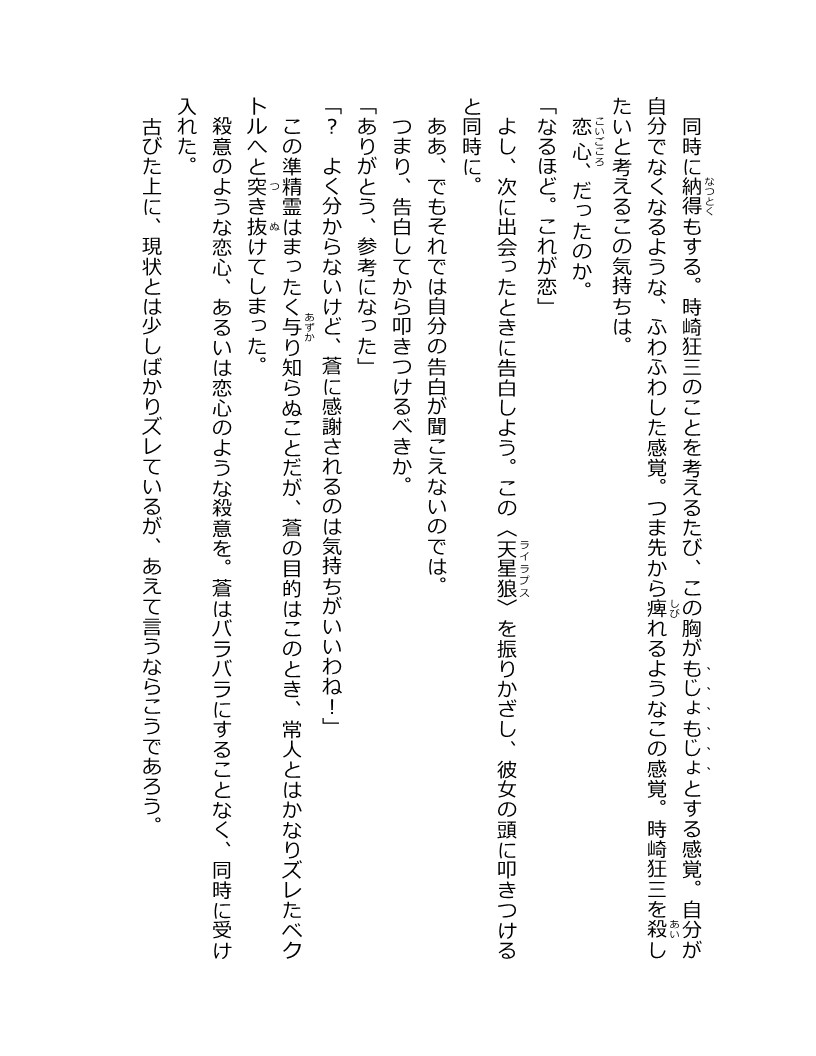 同時に納得もする。時崎狂三のことを考えるたび、この胸がもじょもじょとする感覚。自分が
自分でなくなるような、ふわふわした感覚。つま先から痺れるようなこの感覚。時崎狂三を殺し
たいと考えるこの気持ちは。
恋心、だったのか。
「なるほど。これが恋」
よし、次に出会ったときに告白しよう。この〈天星狼〉を振りかざし、彼女の頭に叩きつける
と同時に。
ああ、でもそれでは自分の告白が聞こえないのでは。
つまり、告白してから叩きつけるべきか。
「ありがとう、参考になった」
「？　よく分からないけど、蒼に感謝されるのは気持ちがいいわね！」
この準精霊はまったく与り知らぬことだが、蒼の目的はこのとき、常人とはかなりズレたベク
トルへと突き抜けてしまった。
殺意のような恋心、あるいは恋心のような殺意を。蒼はバラバラにすることなく、同時に受け
入れた。
古びた上に、現状とは少しばかりズレているが、あえて言うならこうであろう。